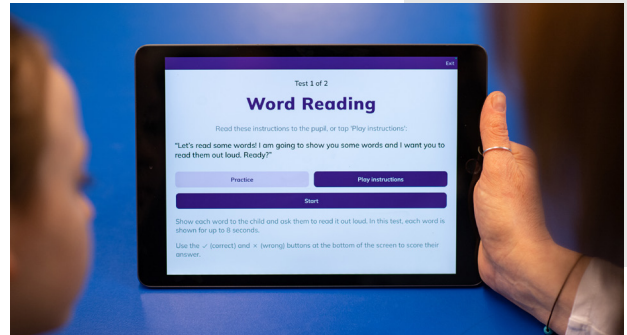 Exit
Test 1 of 2
Word Reading
Read these instructions to the pupil, or tap 'Play instructions':
"Let's read some words! I am going to show you some words and I want you to
read them out loud. Ready?"
Practice
Play instructions
Start
Show each word to the child and ask them to read it out loud. In this test, each word is
shown for up to 8 seconds.
Use the ✓ (correct) and × (wrong) buttons at the bottom of the screen to score their
answer.